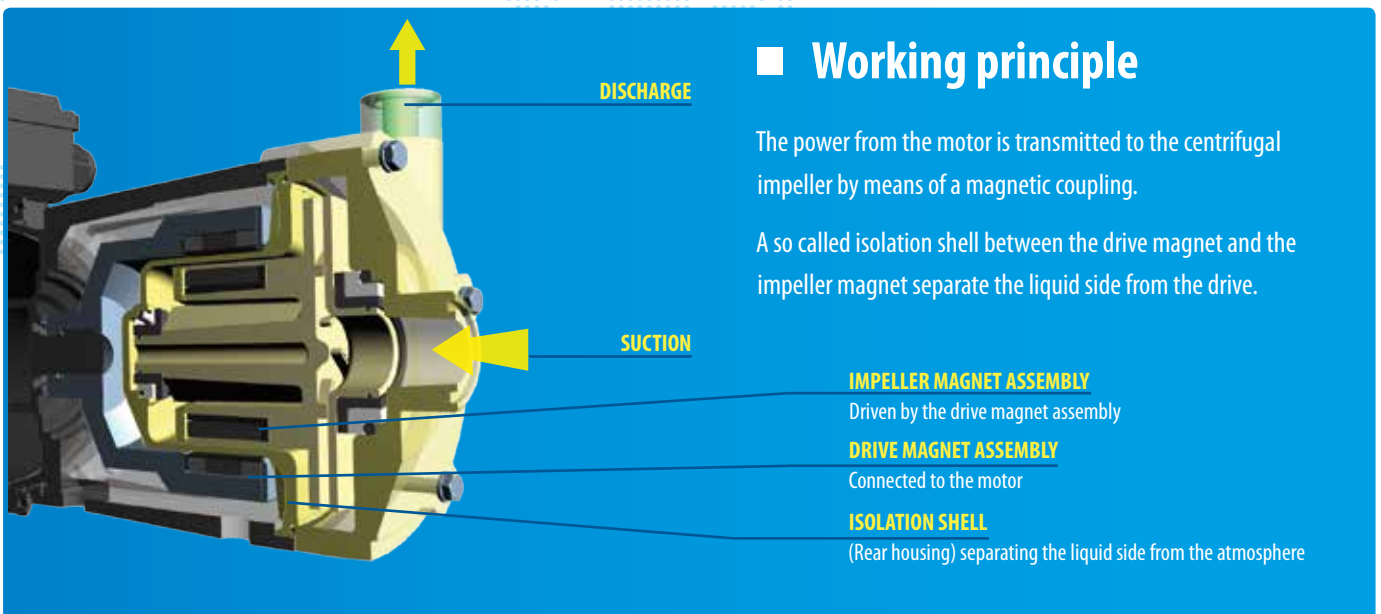 DISCHARGE
SUCTION
Working principle
The power from the motor is transmitted to the centrifugal
impeller by means of a magnetic coupling.
A so called isolation shell between the drive magnet and the
impeller magnet separate the liquid side from the drive.
IMPELLER MAGNET ASSEMBLY
Driven by the drive magnet assembly
DRIVE MAGNET ASSEMBLY
Connected to the motor
ISOLATION SHELL
(Rear housing) separating the liquid side from the atmosphere